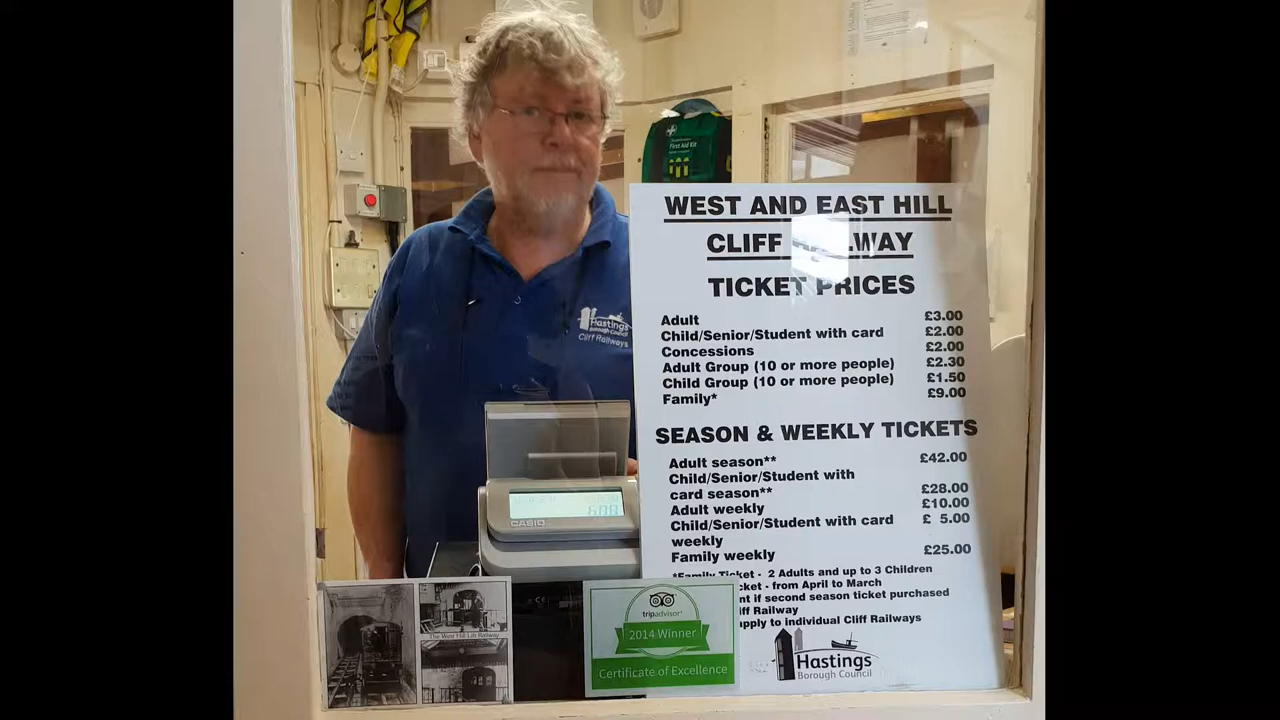 First Aid Kit
WEST AND EAST HILL
CLIFF
TICKET PRICES
Adult £3.00
Child/Senior/Student with card £2.00
Concessions £2.00
Adult Group (10 or more people) £2.30
Child Group (10 or more people) £1.50
Family* £9.00
SEASON & WEEKLY TICKETS
Adult season** £42.00
Child/Senior/Student with
card season** £28.00
Adult weekly £10.00
Child/Senior/Student with card £ 5.00
weekly
Family weekly £25.00
*Family Ticket - 2 Adults and up to 3 Children
- from April to March
if second season ticket purchased
Railway
to individual Cliff Railways
Hastings
Borough Council
Hastings
Borough Council
Cliff Railways
6.00
CASIO
The West Hill Lift Railway
tripadvisor
2014 Winner
Certificate of Excellence